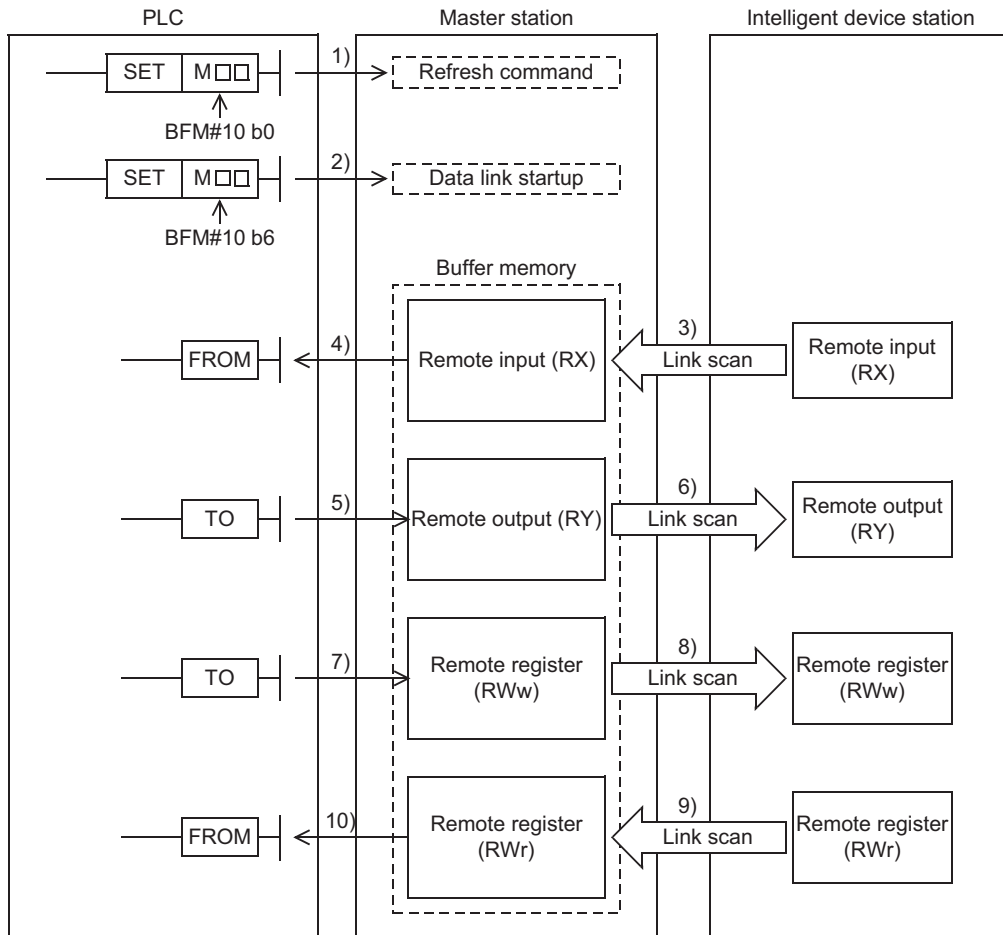 PLC
Master station
Intelligent device station
SET M□□
1)
Refresh command
BFM#10 b0
SET M□□
2)
Data link startup
BFM#10 b6
Buffer memory
FROM
4)
Remote input (RX)
3)
Link scan
Remote input
(RX)
TO
5)
Remote output (RY)
6)
Link scan
Remote output
(RY)
TO
7)
Remote register
(RWw)
8)
Link scan
Remote register
(RWw)
FROM
10)
Remote register
(RWr)
9)
Link scan
Remote register
(RWr)